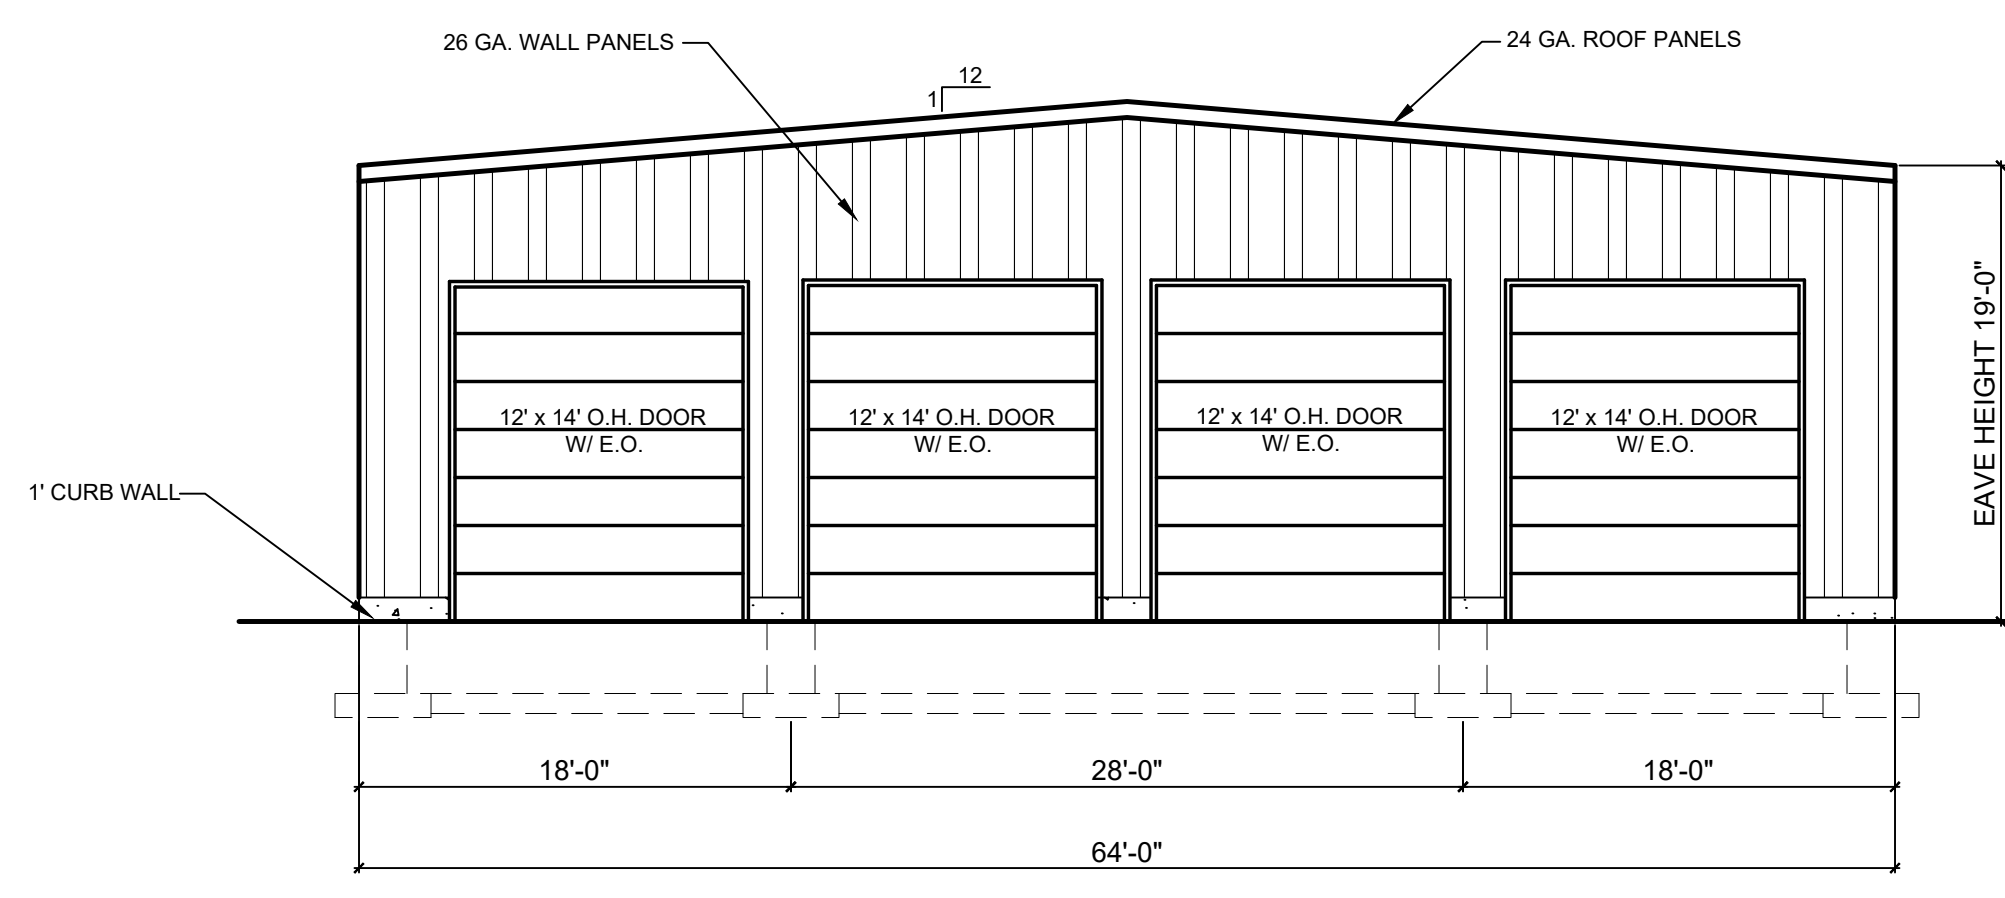 26 GA. WALL PANELS
24 GA. ROOF PANELS
12
1
12' x 14' O.H. DOOR
W/ E.O.
12' x 14' O.H. DOOR
W/ E.O.
12' x 14' O.H. DOOR
W/ E.O.
12' x 14' O.H. DOOR
W/ E.O.
EAVE HEIGHT 19'-0"
1' CURB WALL
18'-0"
28'-0"
18'-0"
64'-0"